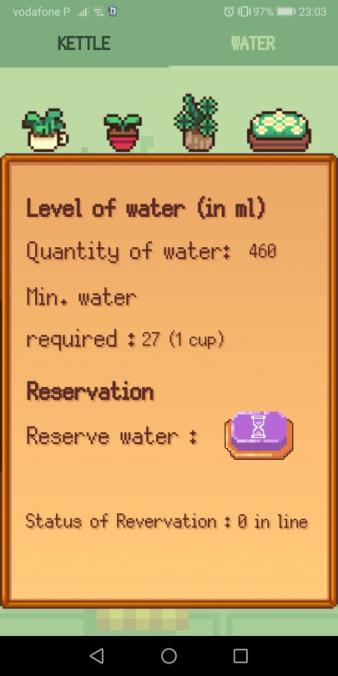 vodafone P 97% 23:03
KETTLE WATER
Level of water (in ml)
Quantity of water: 460
Min. water
required : 27 (1 cup)
Reservation
Reserve water :
Status of Revervation : 0 in line